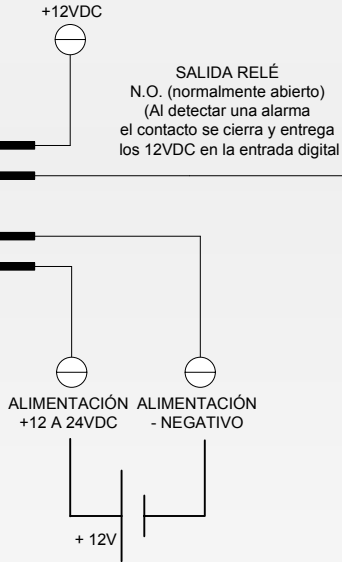 +12VDC
SALIDA RELÉ
N.O. (normalmente abierto)
(Al detectar una alarma
el contacto se cierra y entrega
los 12VDC en la entrada digital
ALIMENTACIÓN
+12 A 24VDC
ALIMENTACIÓN
- NEGATIVO
+ 12V